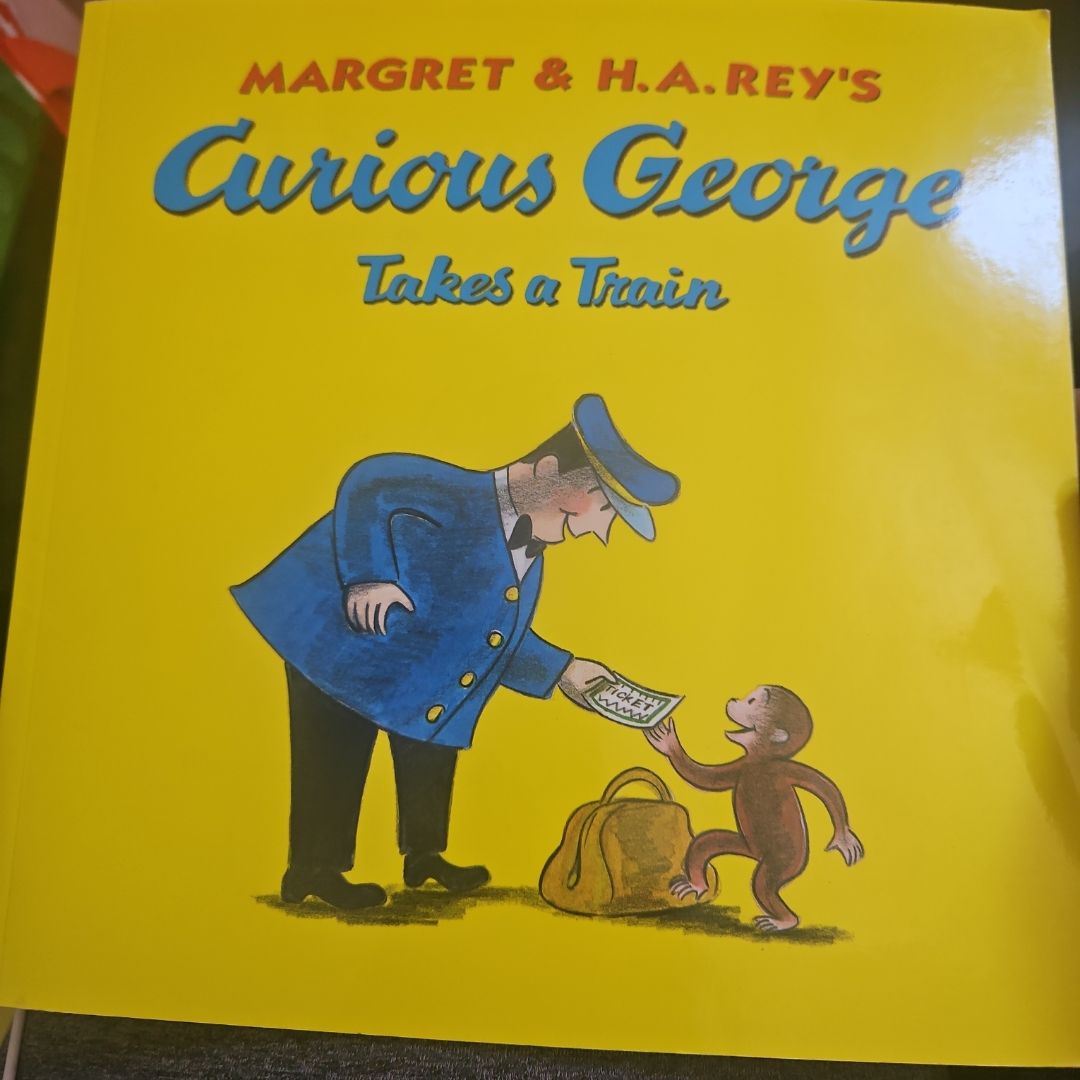 MARGRET & H.A. REY'S
Curious George
Takes a Train
TICKET